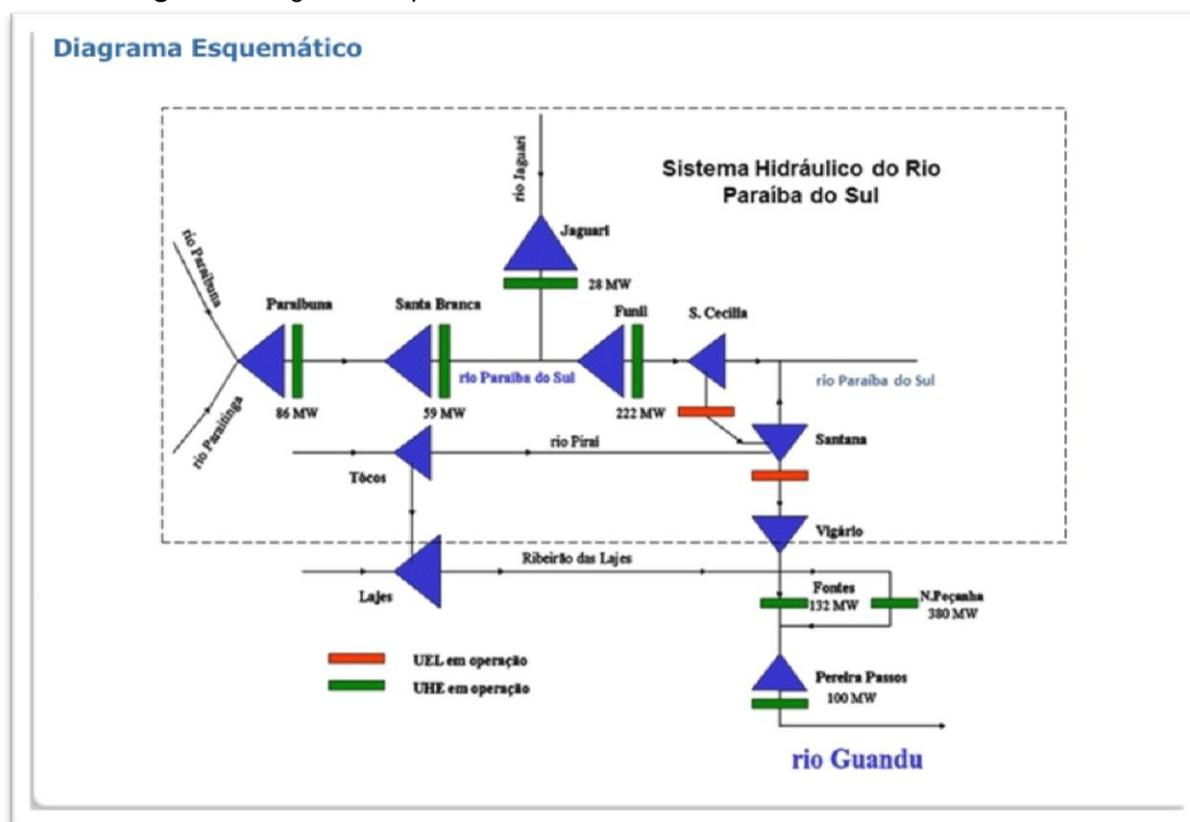 Diagrama Esquemático
Sistema Hidráulico do Rio
Paraíba do Sul
rio Jaguari
Jaguari
28 MW
rio Paraibuna
rio Paraitinga
Paraibuna
86 MW
Santa Branca
59 MW
rio Paraíba do Sul
Funil
222 MW
S. Cecília
rio Paraíba do Sul
Santana
rio Piraí
Tócos
Vigário
Ribeirão das Lajes
Lajes
Fontes
132 MW
N.Peçanha
380 MW
UEL em operação
UHE em operação
Pereira Passos
100 MW
rio Guandu